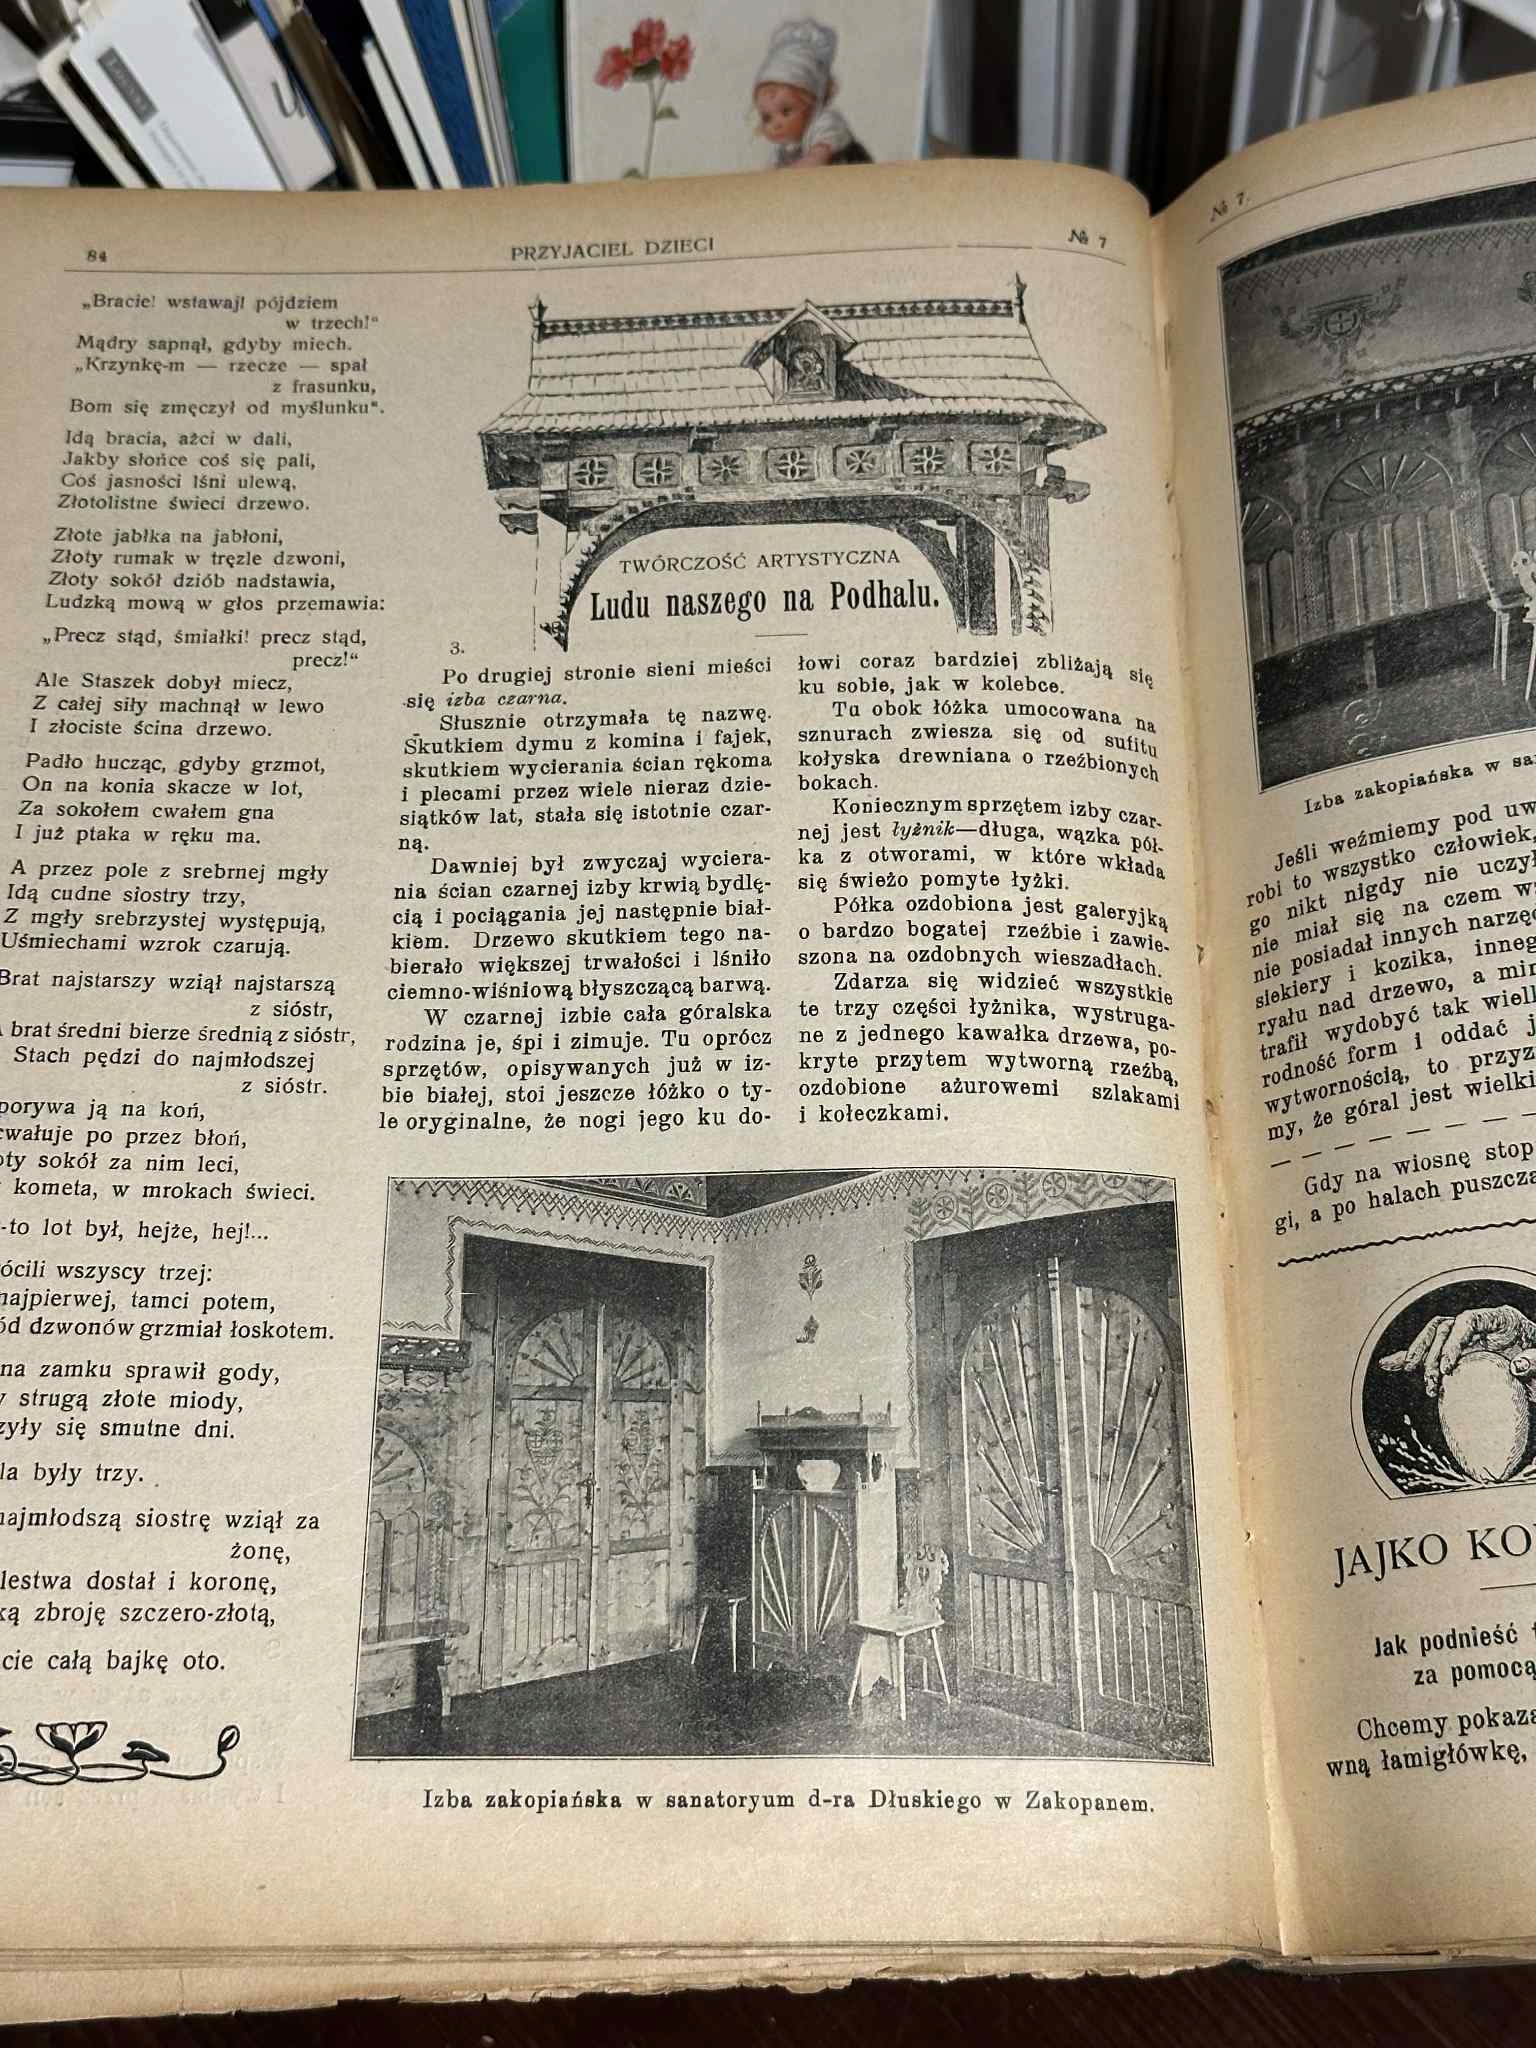 84
PRZYJACIEL DZIECI
№ 7
„Bracie! wstawaj! pójdziem
w trzech!“
Mądry sapnął, gdyby miech.
„Krzynkę-m — rzecze — spał
z frasunku,
Bom się zmęczył od myślunku“.
Idą bracia, ażci w dali,
Jakby słońce coś się pali,
Coś jasności lśni ulewą,
Złotolistne świeci drzewo.
Złote jabłka na jabłoni,
Złoty rumak w tręzle dzwoni,
Złoty sokół dziób nadstawia,
Ludzką mową w głos przemawia:
„Precz stąd, śmiałki! precz stąd,
precz!“
Ale Staszek dobył miecz,
Z całej siły machnął w lewo
I złociste ścina drzewo.
Padło hucząc, gdyby grzmot,
On na konia skacze w lot,
Za sokołem cwałem gna
I już ptaka w ręku ma.
A przez pole z srebrnej mgły
Idą cudne siostry trzy,
Z mgły srebrzystej występują,
Uśmiechami wzrok czarują.
Brat najstarszy wziął najstarszą
z sióstr,
A brat średni bierze średnią z sióstr,
Stach pędzi do najmłodszej
z sióstr.
porywa ją na koń,
cwałuje po przez błoń,
oty sokół za nim leci,
kometa, w mrokach świeci.
-to lot był, hejże, hej!...
ócili wszyscy trzej:
najpierwej, tamci potem,
ód dzwonów grzmiał łoskotem.
na zamku sprawił gody,
y strugą złote miody,
zyły się smutne dni.
la były trzy.
najmłodszą siostrę wziął za
żonę,
lestwa dostał i koronę,
ką zbroję szczero-złotą,
cie całą bajkę oto.
TWÓRCZOŚĆ ARTYSTYCZNA
Ludu naszego na Podhalu.
3.
Po drugiej stronie sieni mieści
się izba czarna.
Słusznie otrzymała tę nazwę.
Skutkiem dymu z komina i fajek,
skutkiem wycierania ścian rękoma
i plecami przez wiele nieraz dzie-
siątków lat, stała się istotnie czar-
ną.
Dawniej był zwyczaj wyciera-
nia ścian czarnej izby krwią bydlę-
cią i pociągania jej następnie biał-
kiem. Drzewo skutkiem tego na-
bierało większej trwałości i lśniło
ciemno-wiśniową błyszczącą barwą.
W czarnej izbie cała góralska
rodzina je, śpi i zimuje. Tu oprócz
sprzętów, opisywanych już w iz-
bie białej, stoi jeszcze łóżko o ty-
le oryginalne, że nogi jego ku do-
łowi coraz bardziej zbliżają się
ku sobie, jak w kolebce.
Tu obok łóżka umocowana na
sznurach zwiesza się od sufitu
kołyska drewniana o rzeźbionych
bokach.
Koniecznym sprzętem izby czar-
nej jest łyżnik—długa, wązka pół-
ka z otworami, w które wkłada
się świeżo pomyte łyżki.
Półka ozdobiona jest galeryjką
o bardzo bogatej rzeźbie i zawie-
szona na ozdobnych wieszadłach.
Zdarza się widzieć wszystkie
te trzy części łyżnika, wystruga-
ne z jednego kawałka drzewa, po-
kryte przytem wytworną rzeźbą,
ozdobione ażurowemi szlakami
i kołeczkami.
Izba zakopiańska w sanatoryum d-ra Dłuskiego w Zakopanem.
№ 7.
Izba zakopiańska w sa
Jeśli weźmiemy pod uw
robi to wszystko człowiek,
go nikt nigdy nie uczył
nie miał się na czem w
nie posiadał innych narzę
siekiery i kozika, inneg
ryału nad drzewo, a mi
trafił wydobyć tak wiel
rodność form i oddać j
wytwornością, to przyz
my, że góral jest wielki
Gdy na wiosnę stop
gi, a po halach puszcza
JAJKO KO
Jak podnieść
za pomocą
Chcemy pokaza
wną łamigłówkę,